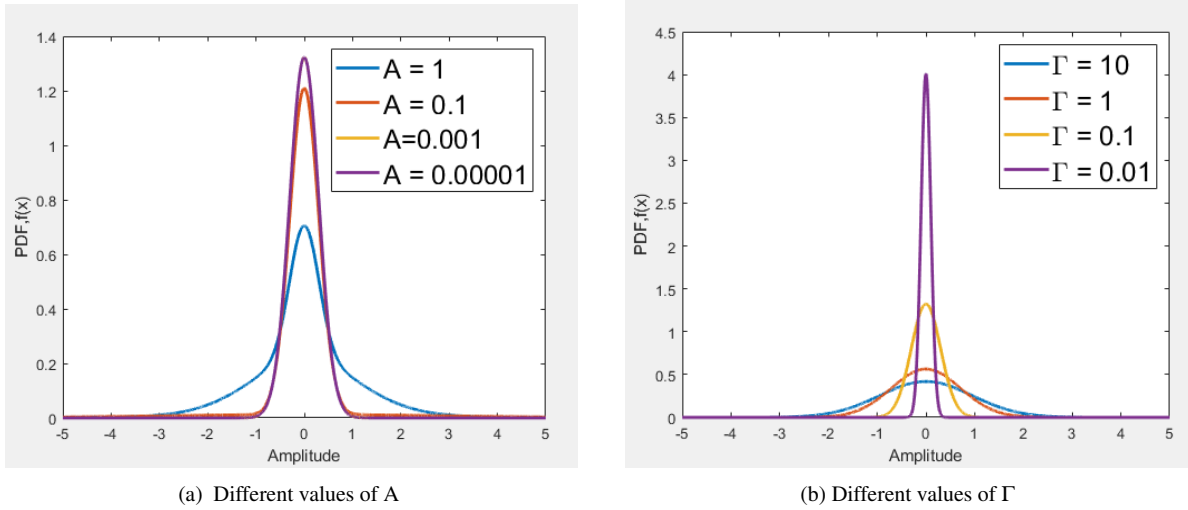 1.4
1.2
1
0.8
0.6
0.4
0.2
0
PDF,f(x)
-5 -4 -3 -2 -1 0 1 2 3 4 5
Amplitude
A = 1
A = 0.1
A=0.001
A = 0.00001
(a) Different values of A
4.5
4
3.5
3
2.5
2
1.5
1
0.5
0
PDF,f(x)
-5 -4 -3 -2 -1 0 1 2 3 4 5
Amplitude
Γ = 10
Γ = 1
Γ = 0.1
Γ = 0.01
(b) Different values of Γ